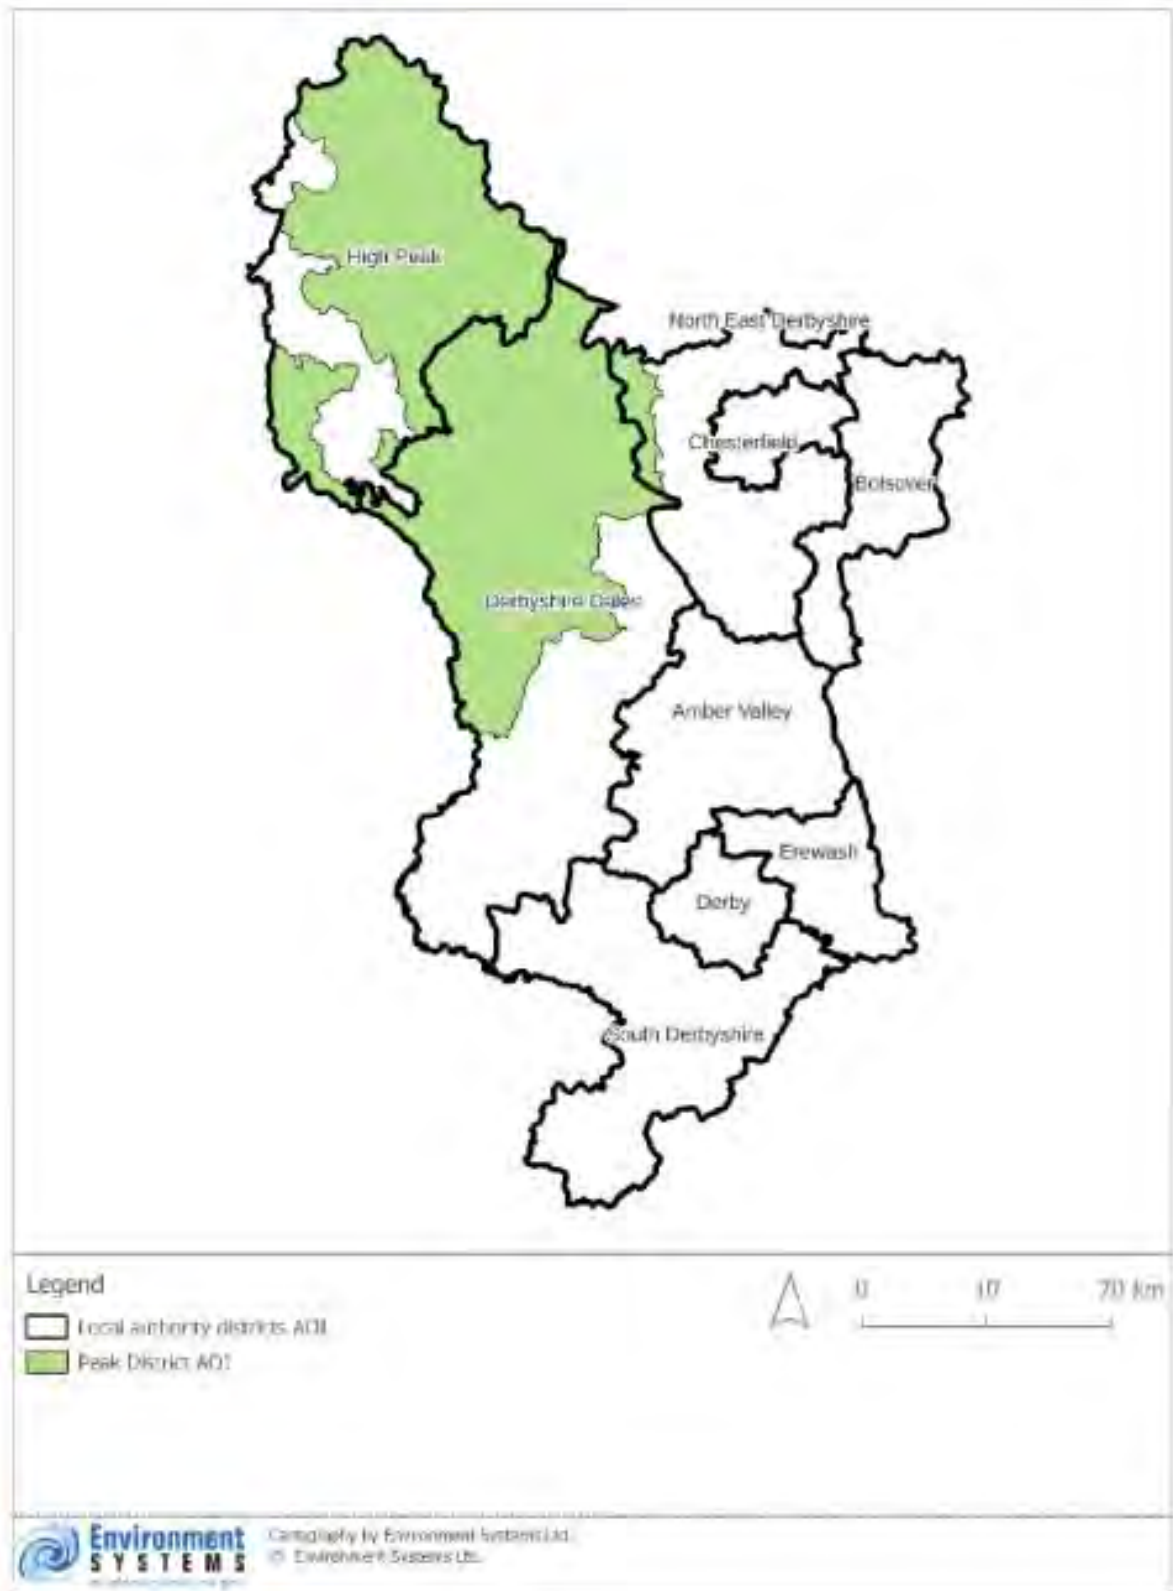 High Peak
North East Derbyshire
Chesterfield
Bolsover
Derbyshire Dales
Amber Valley
Erewash
Derby
South Derbyshire
Legend
0 10 20 km
Local authority districts AOI
Peak District AOI
Environment
SYSTEMS
Cartography by Environment Systems Ltd.
© Environment Systems Ltd.